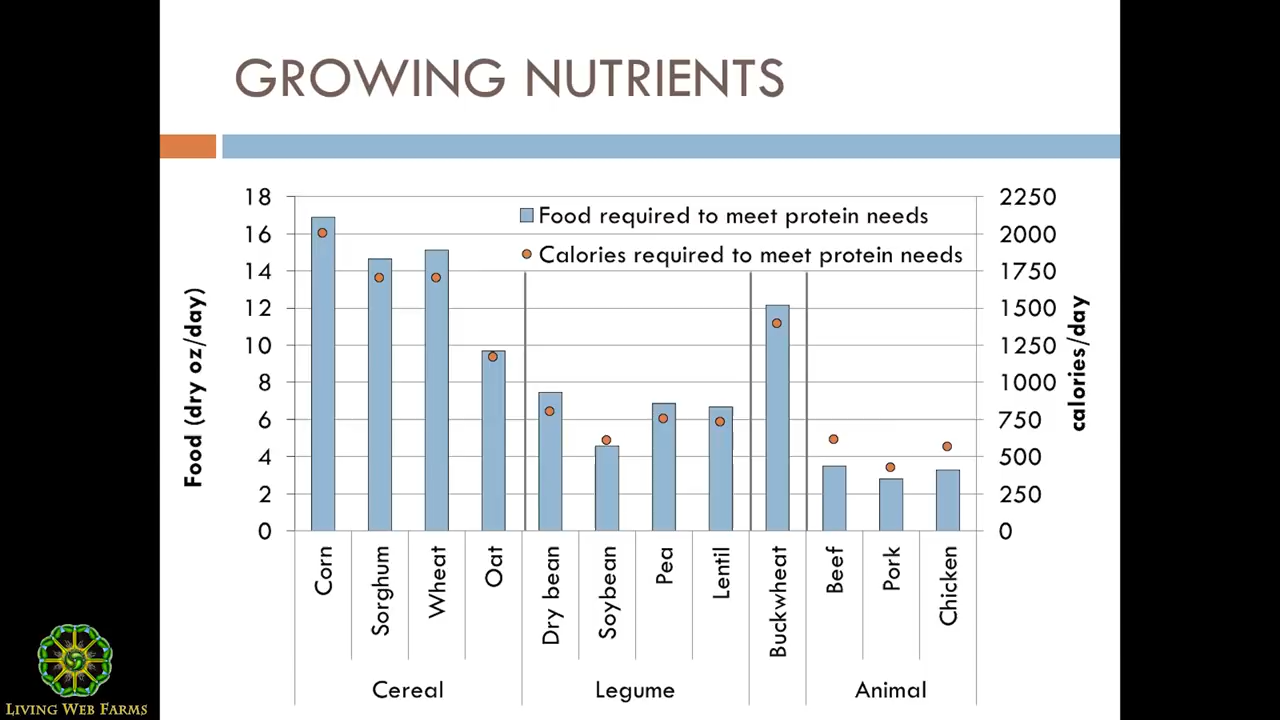 GROWING NUTRIENTS
18
16
14
12
10
8
6
4
2
0
Food (dry oz/day)
Food required to meet protein needs
Calories required to meet protein needs
2250
2000
1750
1500
1250
1000
750
500
250
0
calories/day
Corn
Sorghum
Wheat
Oat
Dry bean
Soybean
Pea
Lentil
Buckwheat
Beef
Pork
Chicken
Cereal
Legume
Animal
LIVING WEB FARMS